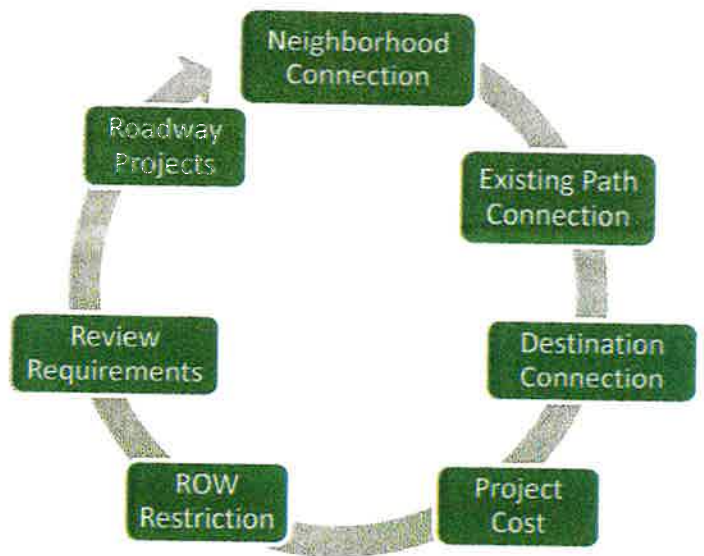 Neighborhood
Connection
Existing Path
Connection
Destination
Connection
Project
Cost
ROW
Restriction
Review
Requirements
Roadway
Projects